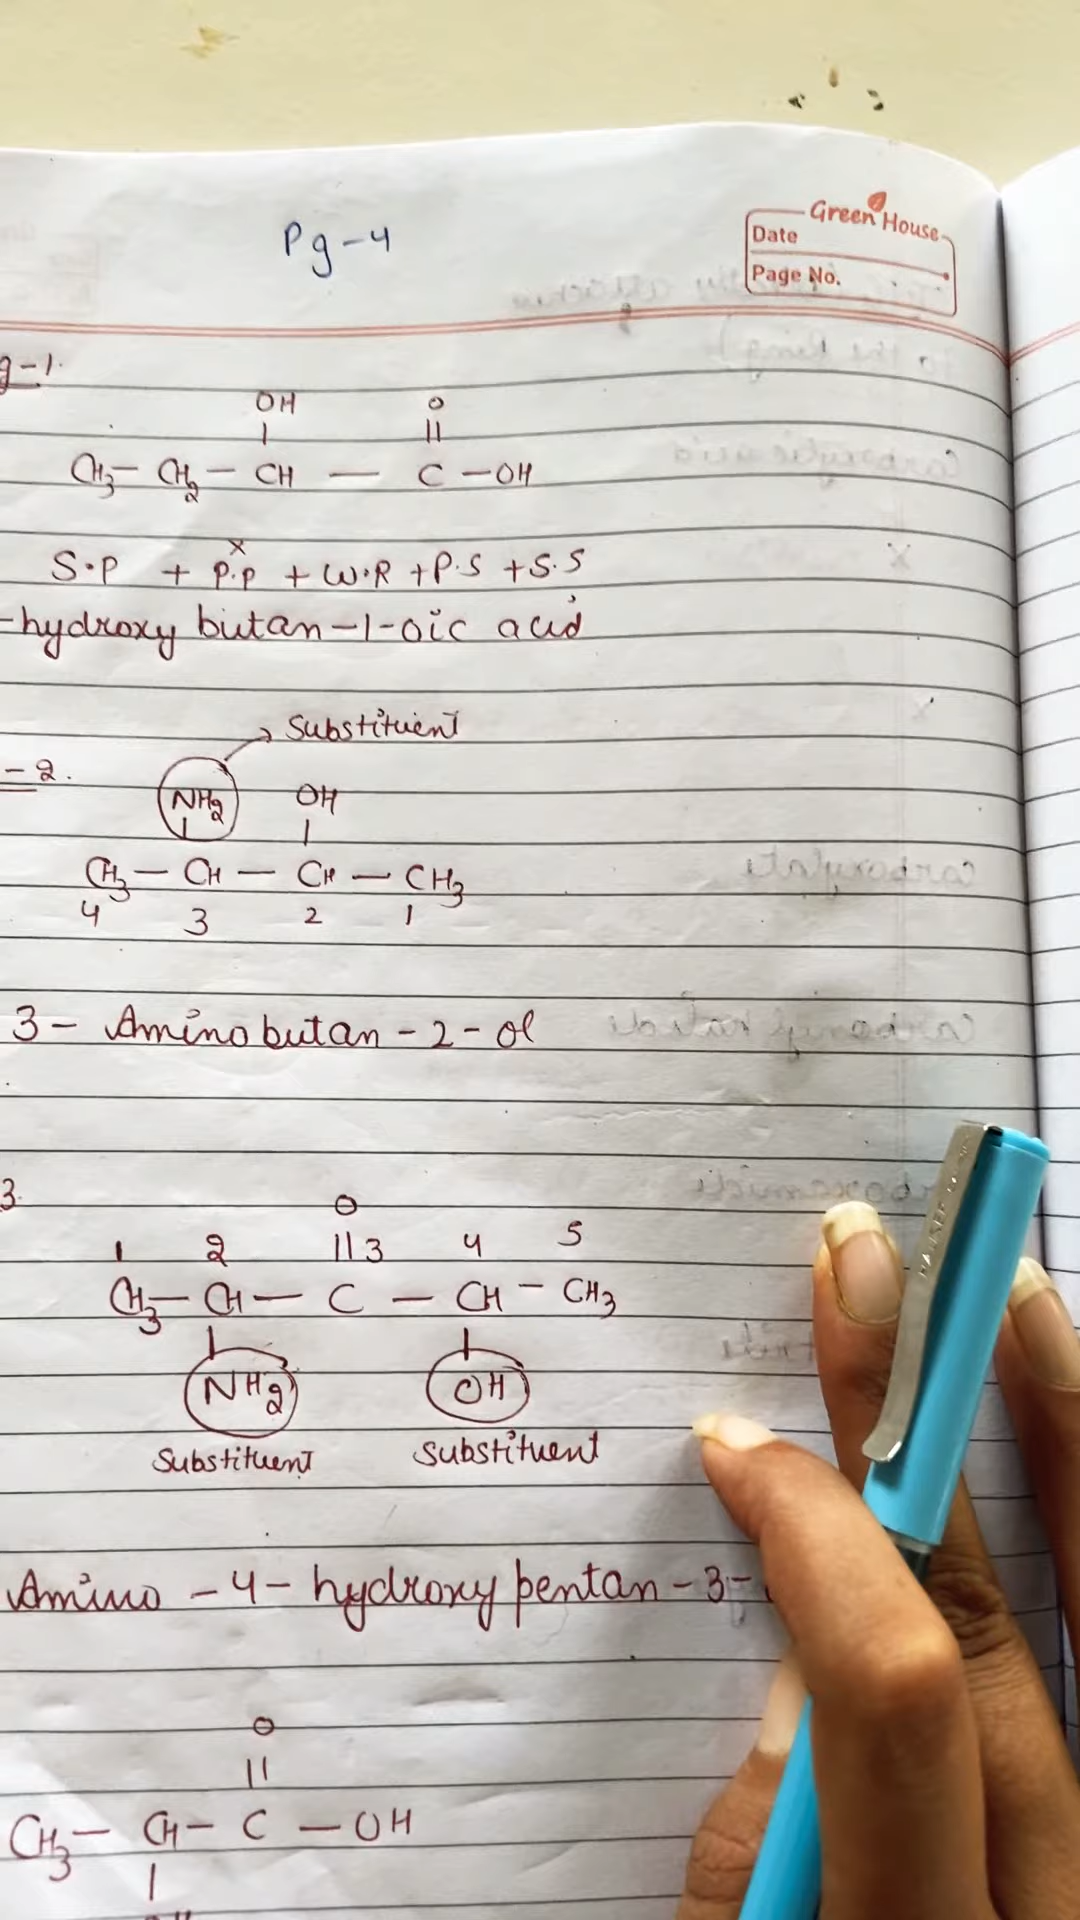 Pg-4
Green House
Date
Page No.
g-1.
OH O
| ||
CH3 — CH2 — CH — C — OH
x
S.P + P.P + W.R + P.S + S.S
-hydroxy butan-1-oic acid
Substituent
-2.
NH2 OH
| |
CH3 — CH — CH — CH3
4 3 2 1
3- Aminobutan-2-ol
3.
O
1 2 || 3 4 5
CH3 — CH — C — CH — CH3
| |
NH2 OH
Substituent Substituent
Amino -4- hydroxy pentan-3-
O
||
CH3 — CH — C — OH
|